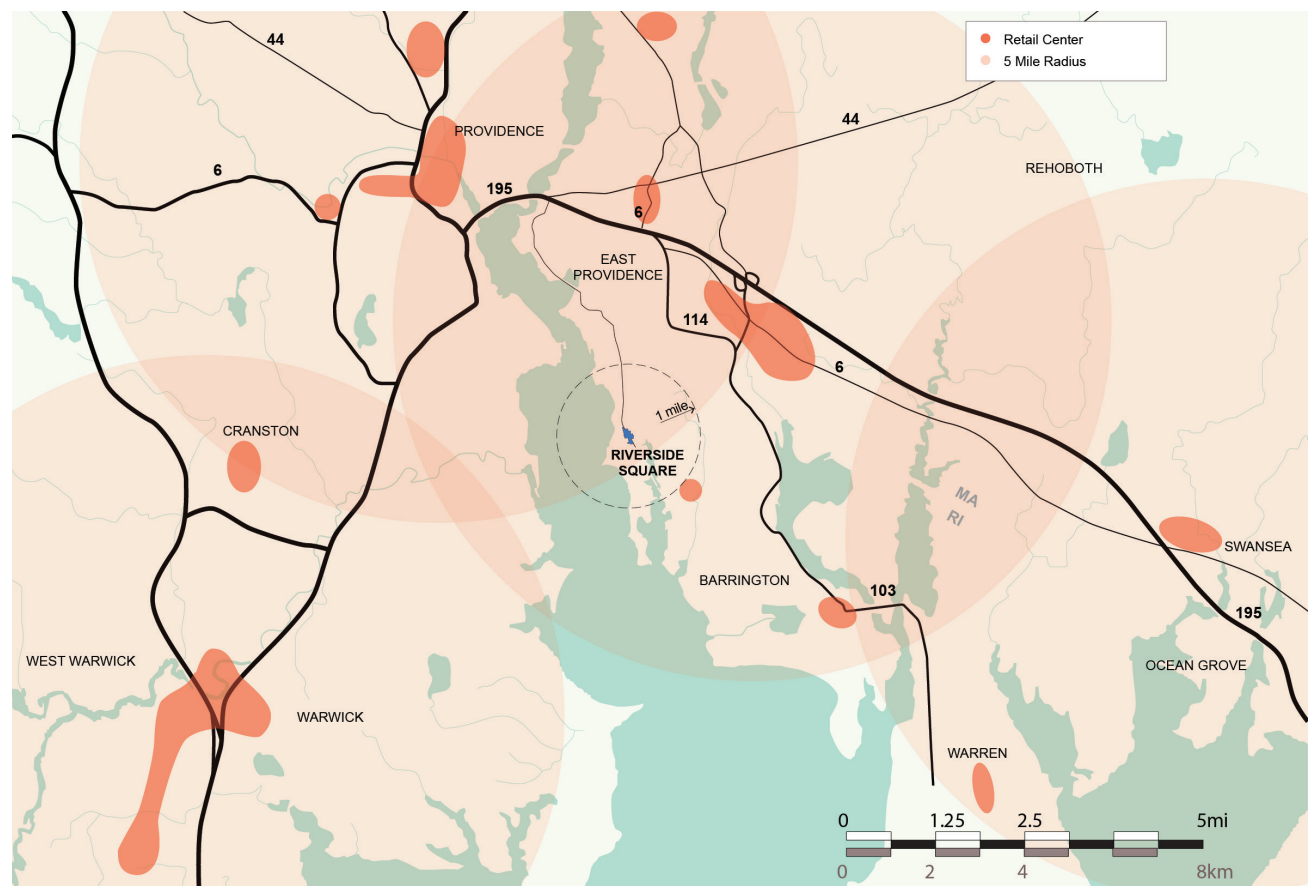 44
Retail Center
5 Mile Radius
44
PROVIDENCE
REHOBOTH
6
195
6
EAST
PROVIDENCE
114
6
1 mile
CRANSTON
RIVERSIDE
SQUARE
MA
RI
SWANSEA
BARRINGTON
103
195
WEST WARWICK
OCEAN GROVE
WARWICK
WARREN
0 1.25 2.5 5mi
0 2 4 8km